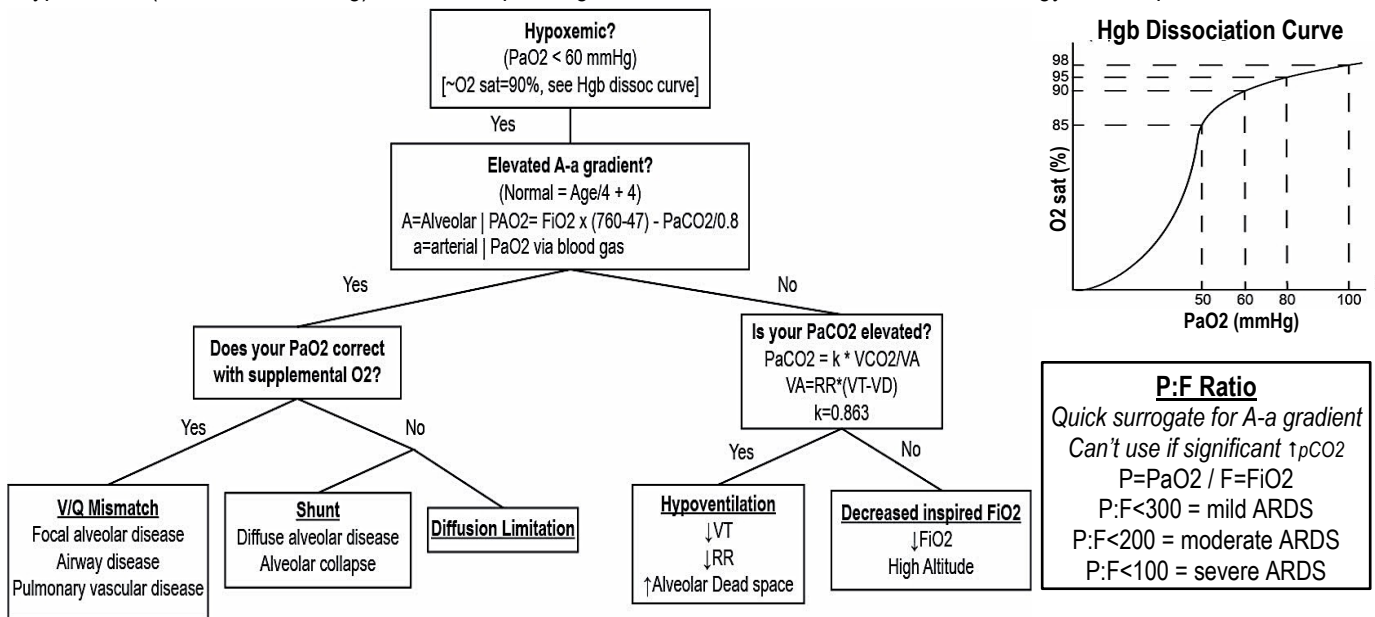 Hypoxemic?
(PaO2 < 60 mmHg)
[~O2 sat=90%, see Hgb dissoc curve]
Yes
Elevated A-a gradient?
(Normal = Age/4 + 4)
A=Alveolar | PAO2= FiO2 x (760-47) - PaCO2/0.8
a=arterial | PaO2 via blood gas
Yes
No
Does your PaO2 correct
with supplemental O2?
Is your PaCO2 elevated?
PaCO2 = k * VCO2/VA
VA=RR*(VT-VD)
k=0.863
Yes
No
Yes
No
V/Q Mismatch
Focal alveolar disease
Airway disease
Pulmonary vascular disease
Shunt
Diffuse alveolar disease
Alveolar collapse
Diffusion Limitation
Hypoventilation
↓VT
↓RR
↑Alveolar Dead space
Decreased inspired FiO2
↓FiO2
High Altitude
Hgb Dissociation Curve
98
95
90
85
O2 sat (%)
50 60 80 100
PaO2 (mmHg)
P:F Ratio
Quick surrogate for A-a gradient
Can't use if significant ↑pCO2
P=PaO2 / F=FiO2
P:F<300 = mild ARDS
P:F<200 = moderate ARDS
P:F<100 = severe ARDS